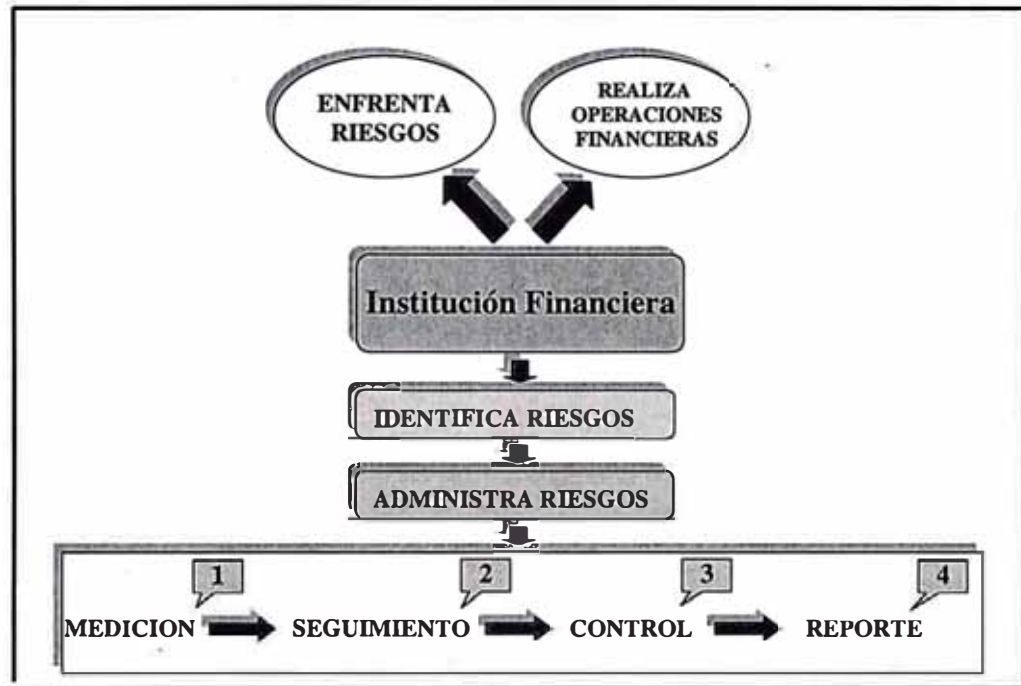 ENFRENTA
RIESGOS
REALIZA
OPERACIONES
FINANCIERAS
Institución Financiera
IDENTIFICA RIESGOS
ADMINISTRA RIESGOS
1
2
3
4
MEDICION
SEGUIMIENTO
CONTROL
REPORTE